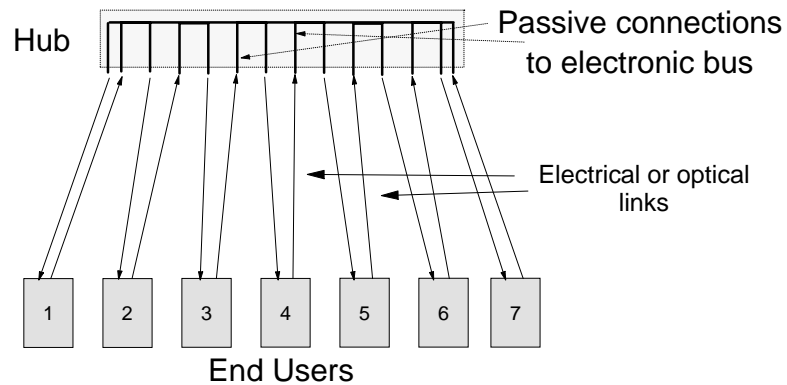 Hub
Passive connections
to electronic bus
Electrical or optical
links
1 2 3 4 5 6 7
End Users